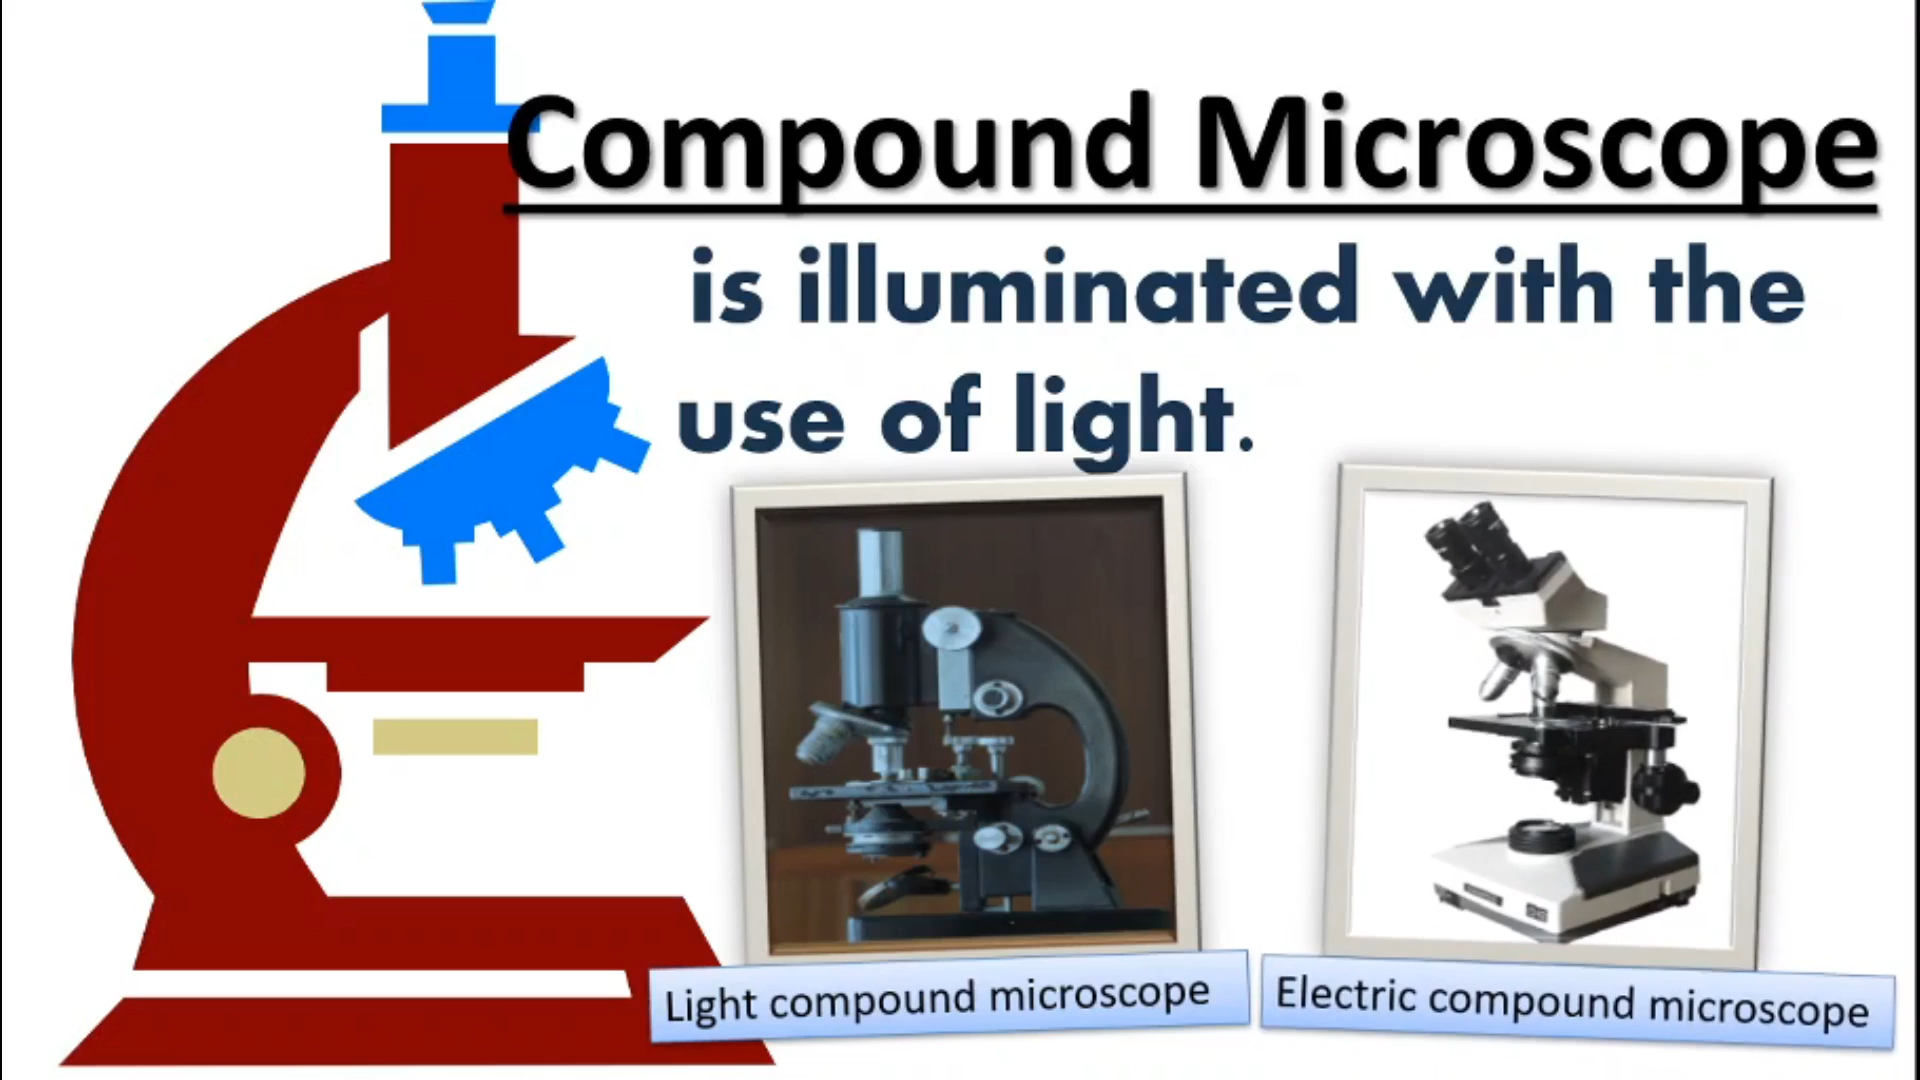 Compound Microscope
is illuminated with the
use of light.
Light compound microscope
Electric compound microscope